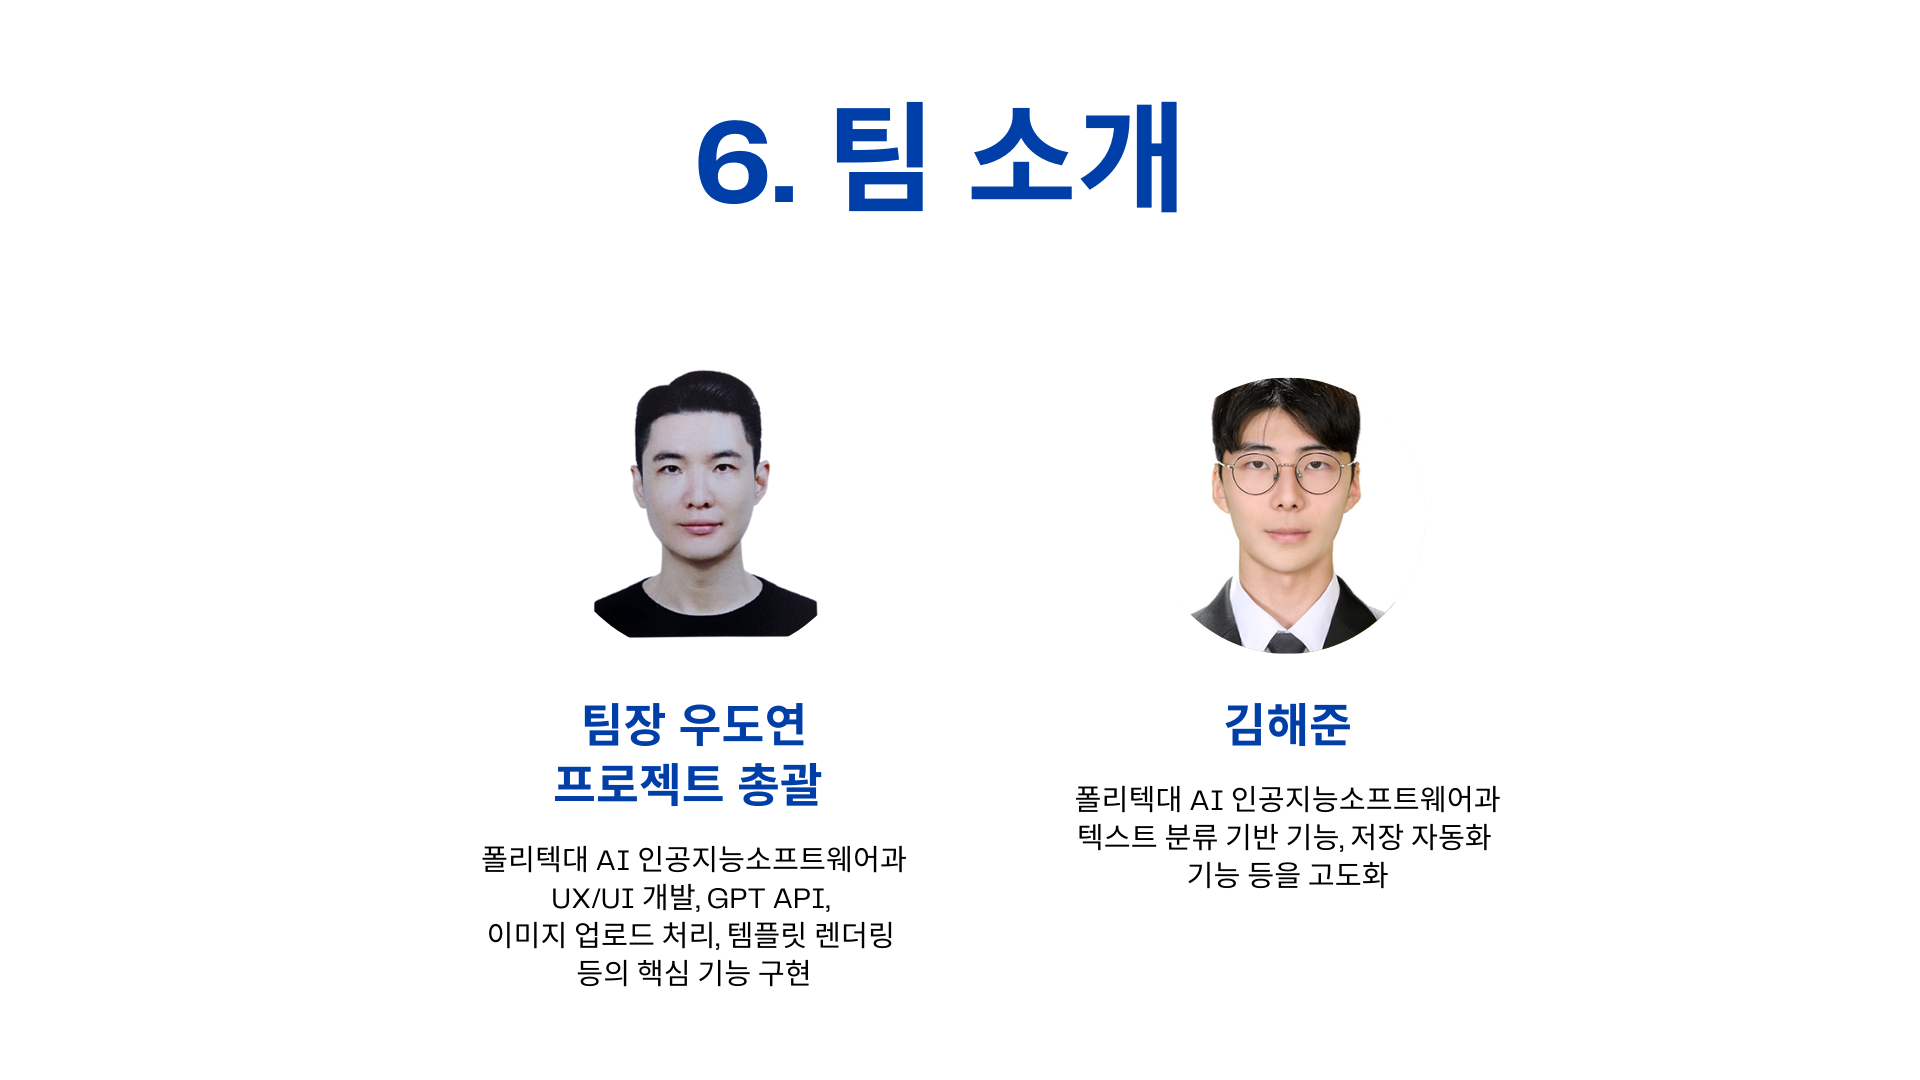 6. 팀 소개
팀장 우도연
프로젝트 총괄
폴리텍대 AI 인공지능소프트웨어과
UX/UI 개발, GPT API,
이미지 업로드 처리, 템플릿 렌더링
등의 핵심 기능 구현
김해준
폴리텍대 AI 인공지능소프트웨어과
텍스트 분류 기반 기능, 저장 자동화
기능 등을 고도화